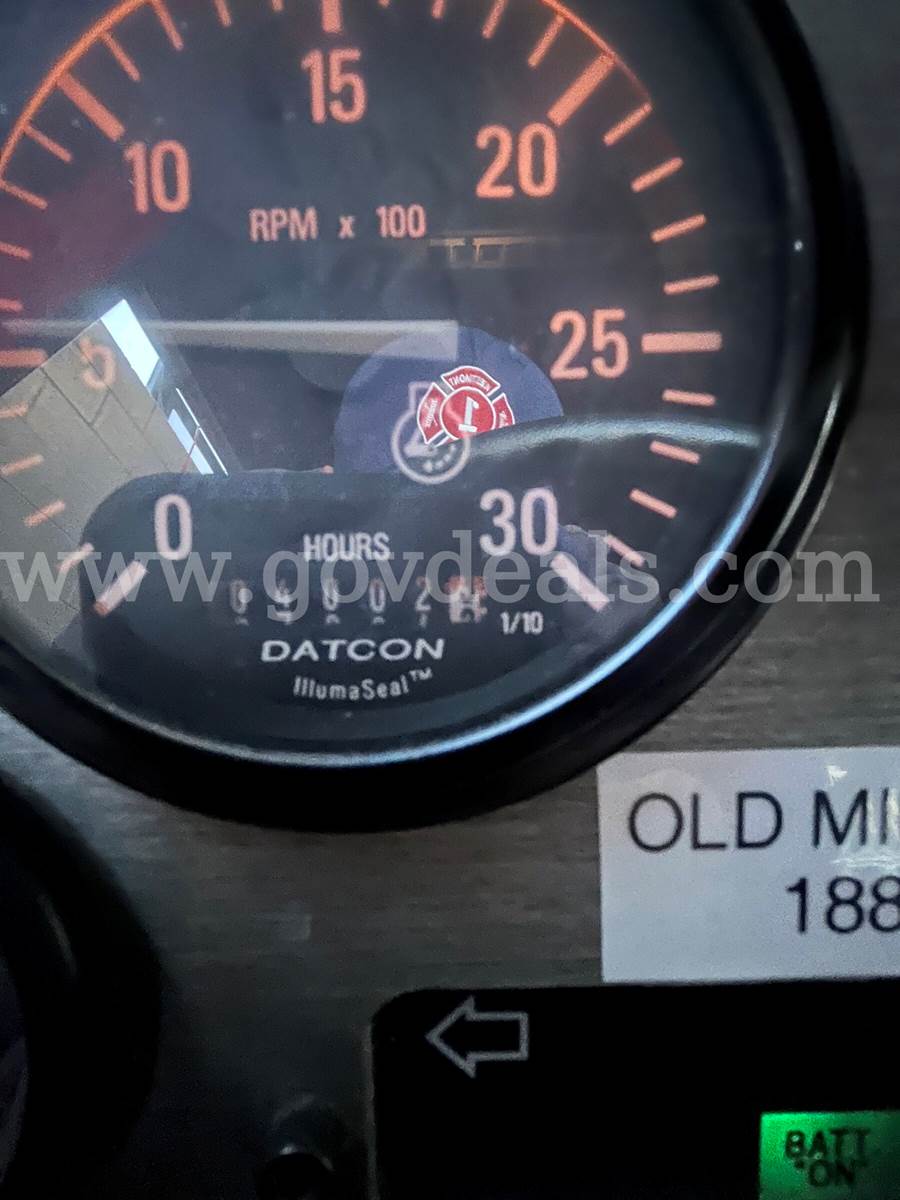 15
10
20
RPM x 100
5
25
0
30
HOURS
www.govdeals.com
1/10
DATCON
IllumaSeal™
OLD MI
188
BATT
"ON"